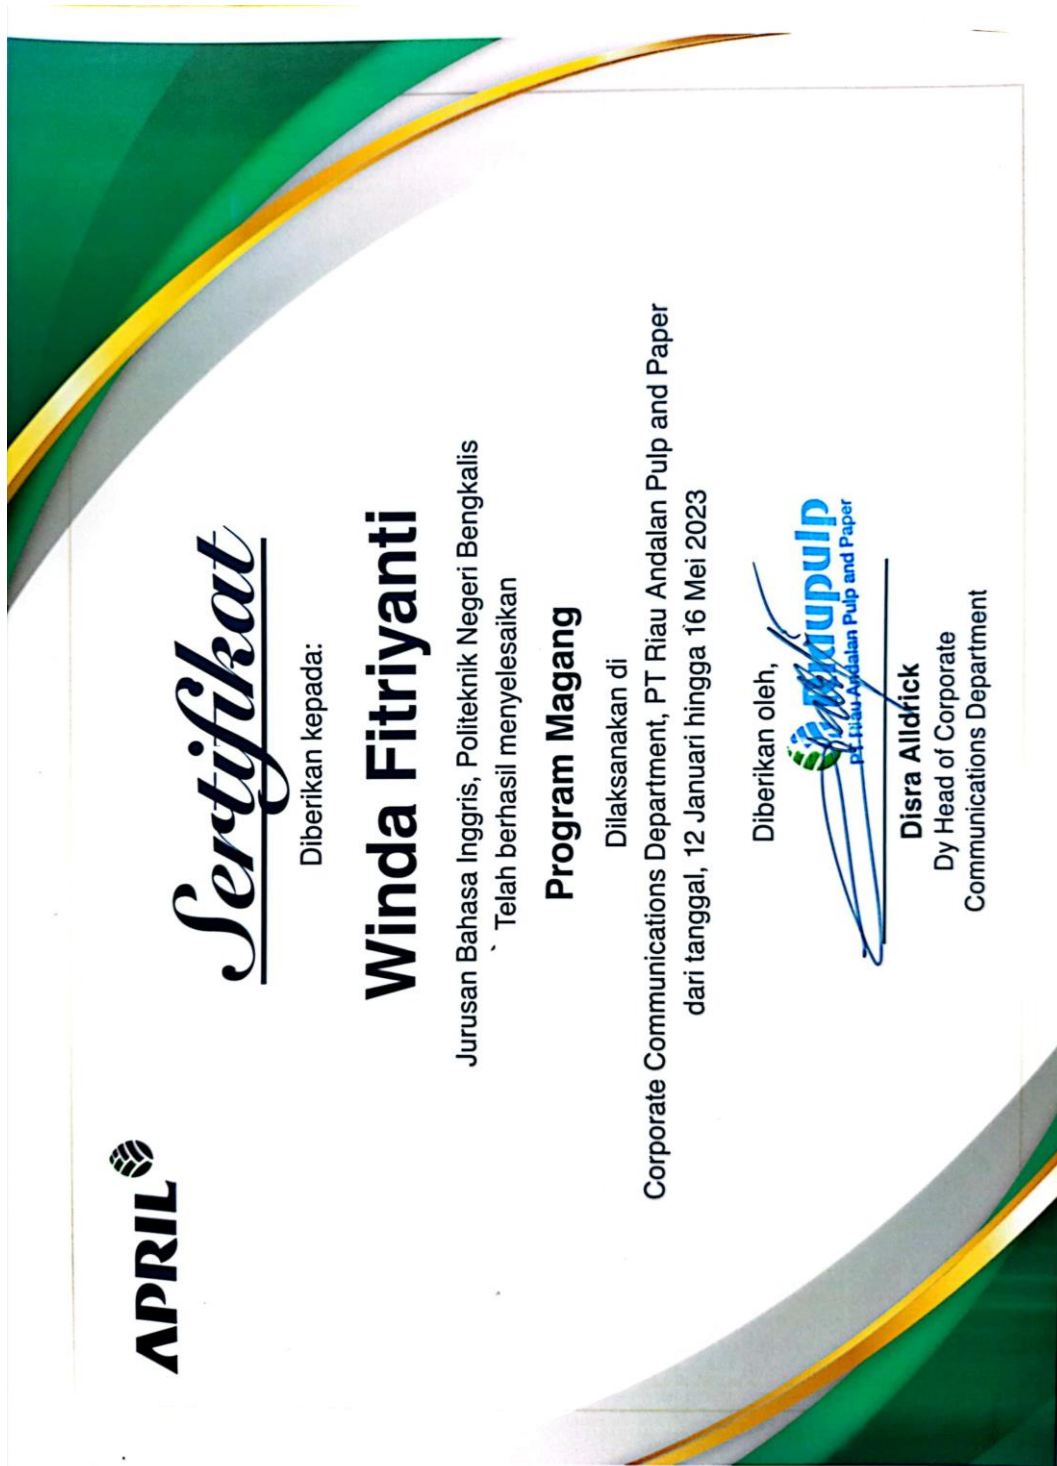 APRIL
Sertifikat
Diberikan kepada:
Winda Fitriyanti
Jurusan Bahasa Inggris, Politeknik Negeri Bengkalis
` Telah berhasil menyelesaikan
Program Magang
Dilaksanakan di
Corporate Communications Department, PT Riau Andalan Pulp and Paper
dari tanggal, 12 Januari hingga 16 Mei 2023
Diberikan oleh,
Riaupulp
PT Riau Andalan Pulp and Paper
Disra Alldrick
Dy Head of Corporate
Communications Department